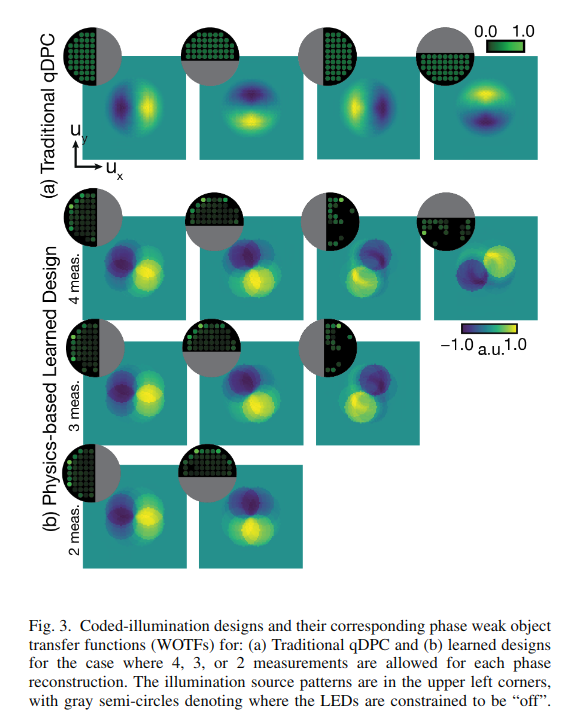 0.0 1.0
(a) Traditional qDPC
u_y
u_x
(b) Physics-based Learned Design
4 meas.
−1.0 a.u. 1.0
3 meas.
2 meas.
Fig. 3. Coded-illumination designs and their corresponding phase weak object
transfer functions (WOTFs) for: (a) Traditional qDPC and (b) learned designs
for the case where 4, 3, or 2 measurements are allowed for each phase
reconstruction. The illumination source patterns are in the upper left corners,
with gray semi-circles denoting where the LEDs are constrained to be “off”.